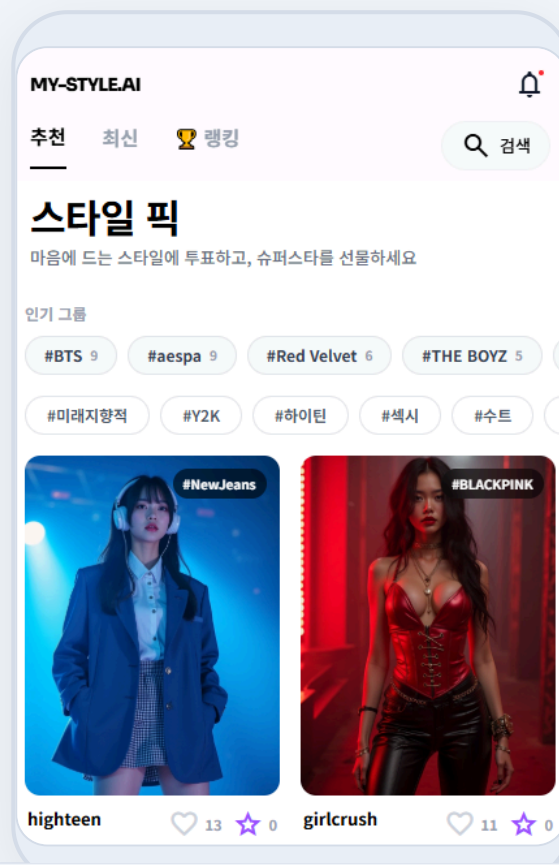 MY-STYLE.AI
추천 최신 🏆 랭킹 검색
스타일 픽
마음에 드는 스타일에 투표하고, 슈퍼스타를 선물하세요
인기 그룹
#BTS 9 #aespa 9 #Red Velvet 6 #THE BOYZ 5
#미래지향적 #Y2K #하이틴 #섹시 #수트
#NewJeans #BLACKPINK
highteen 13 0 girlcrush 11 0